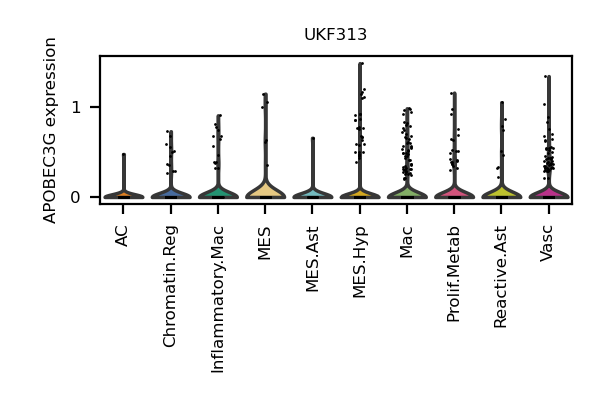 UKF313
APOBEC3G expression
1
0
AC
Chromatin.Reg
Inflammatory.Mac
MES
MES.Ast
MES.Hyp
Mac
Prolif.Metab
Reactive.Ast
Vasc